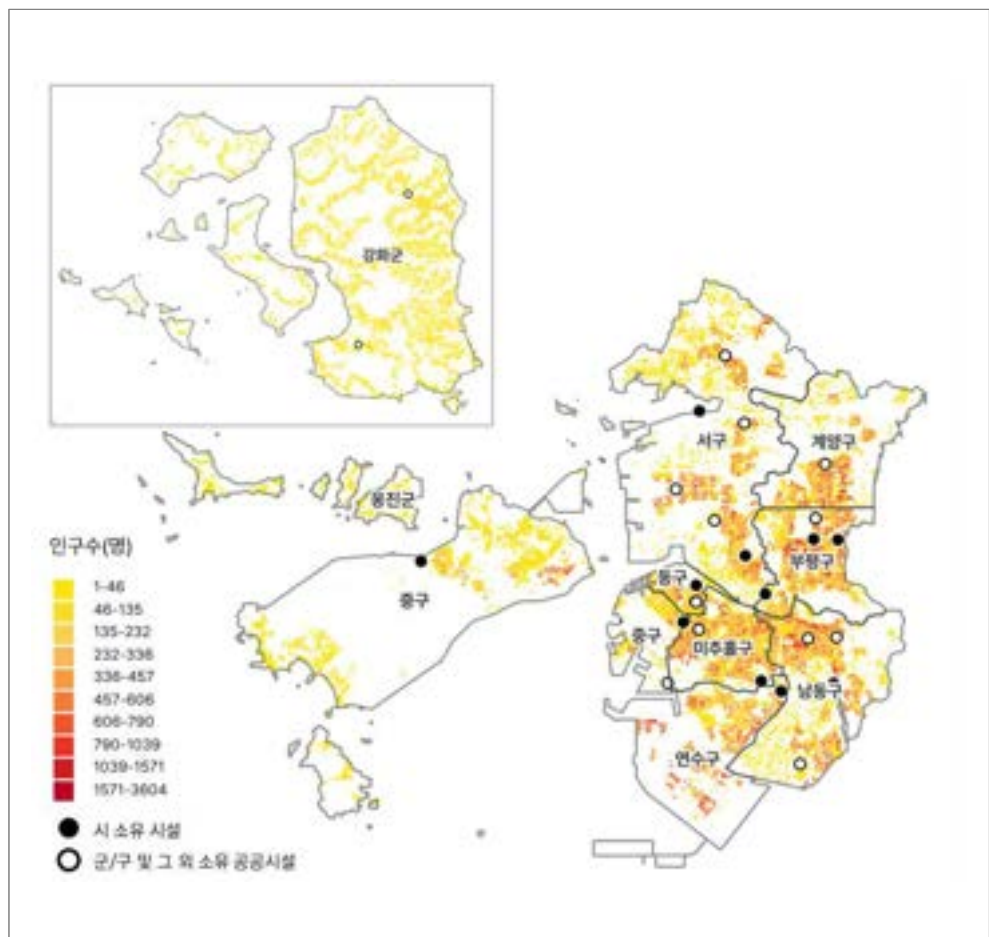 강화군
서구
계양구
옹진군
부평구
중구
동구
중구
미추홀구
남동구
연수구
인구수(명)
1-46
46-135
135-232
232-336
336-457
457-606
606-790
790-1039
1039-1571
1571-3604
시 소유 시설
군/구 및 그 외 소유 공공시설